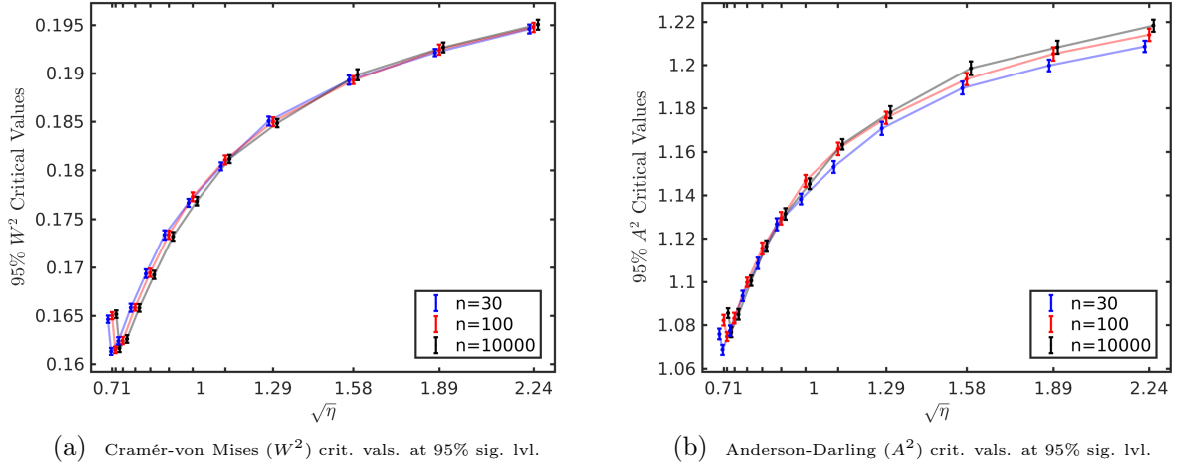 0.195
0.19
0.185
0.18
0.175
0.17
0.165
0.16
95% W² Critical Values
n=30
n=100
n=10000
0.71
1
1.29
1.58
1.89
2.24
√η
(a) Cramér-von Mises (W²) crit. vals. at 95% sig. lvl.
1.22
1.2
1.18
1.16
1.14
1.12
1.1
1.08
1.06
95% A² Critical Values
n=30
n=100
n=10000
0.71
1
1.29
1.58
1.89
2.24
√η
(b) Anderson-Darling (A²) crit. vals. at 95% sig. lvl.